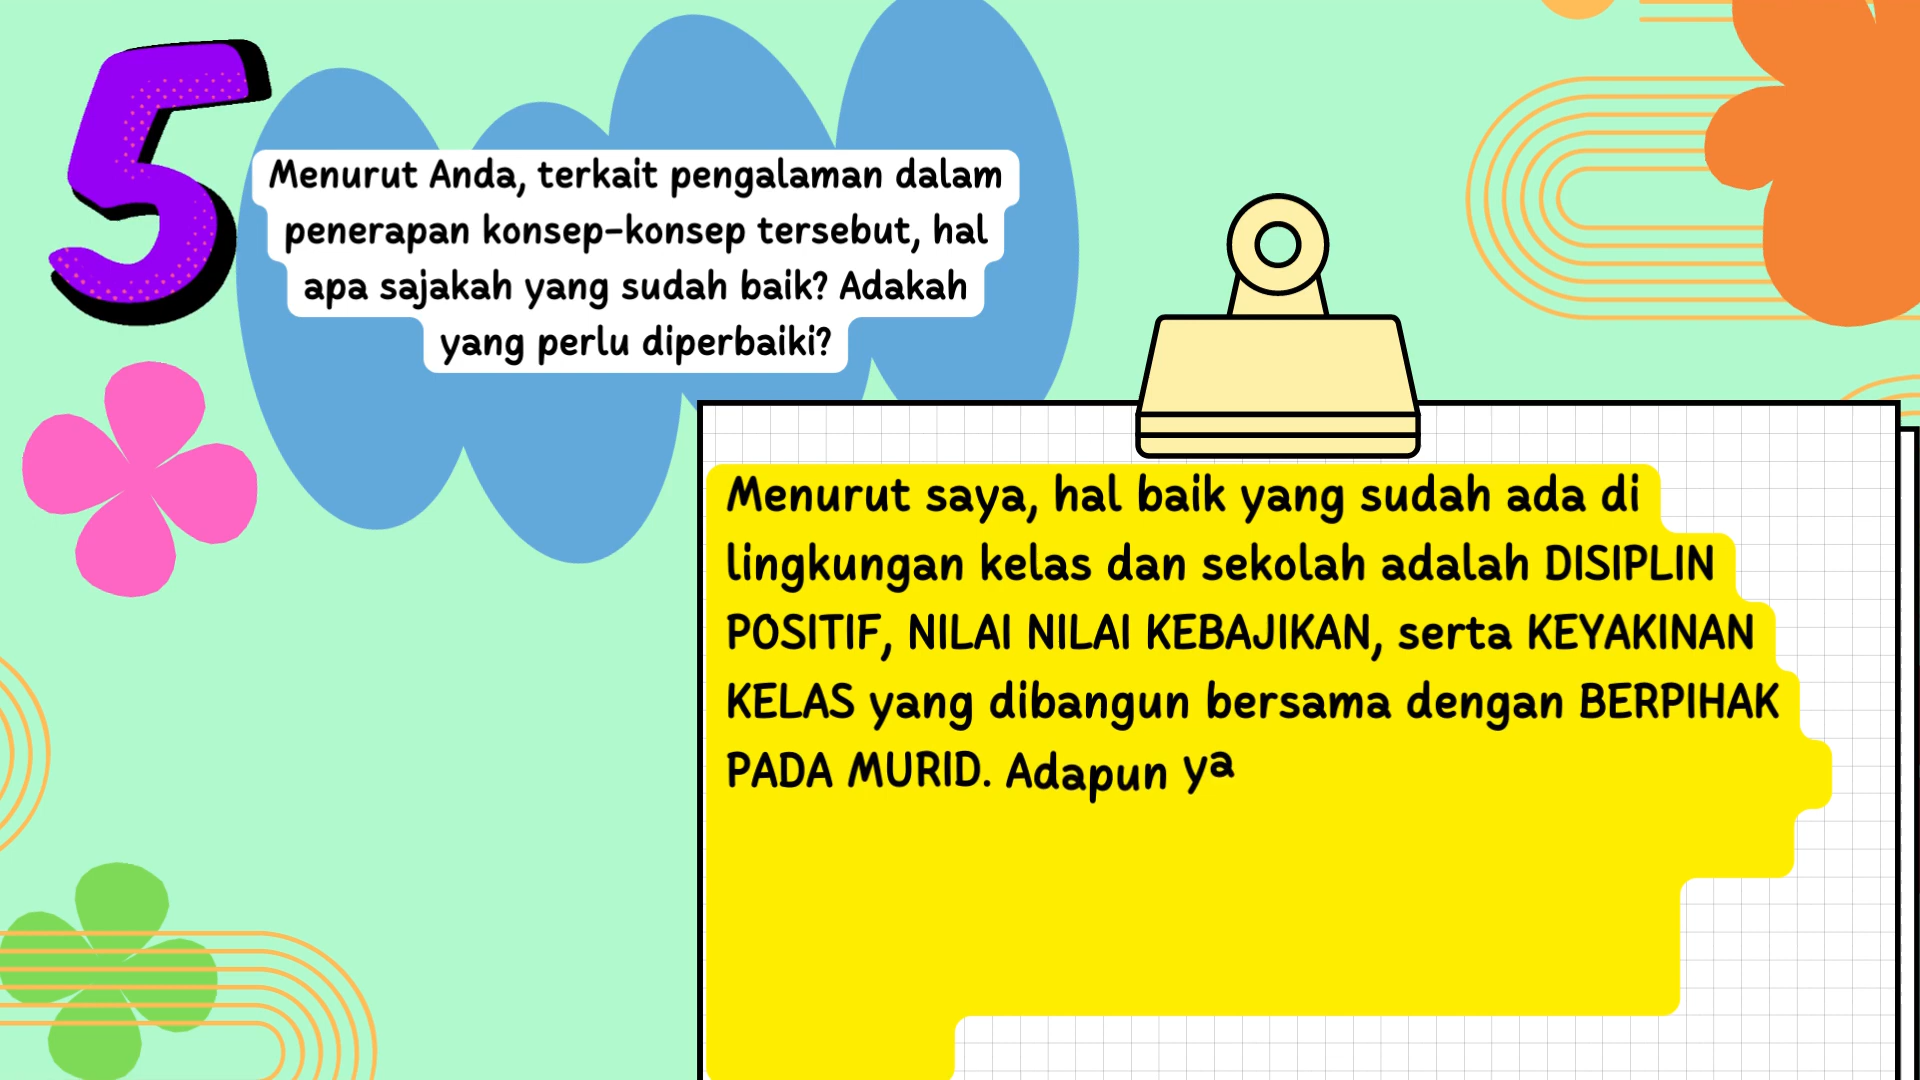 5
Menurut Anda, terkait pengalaman dalam
penerapan konsep-konsep tersebut, hal
apa sajakah yang sudah baik? Adakah
yang perlu diperbaiki?
Menurut saya, hal baik yang sudah ada di
lingkungan kelas dan sekolah adalah DISIPLIN
POSITIF, NILAI NILAI KEBAJIKAN, serta KEYAKINAN
KELAS yang dibangun bersama dengan BERPIHAK
PADA MURID. Adapun ya